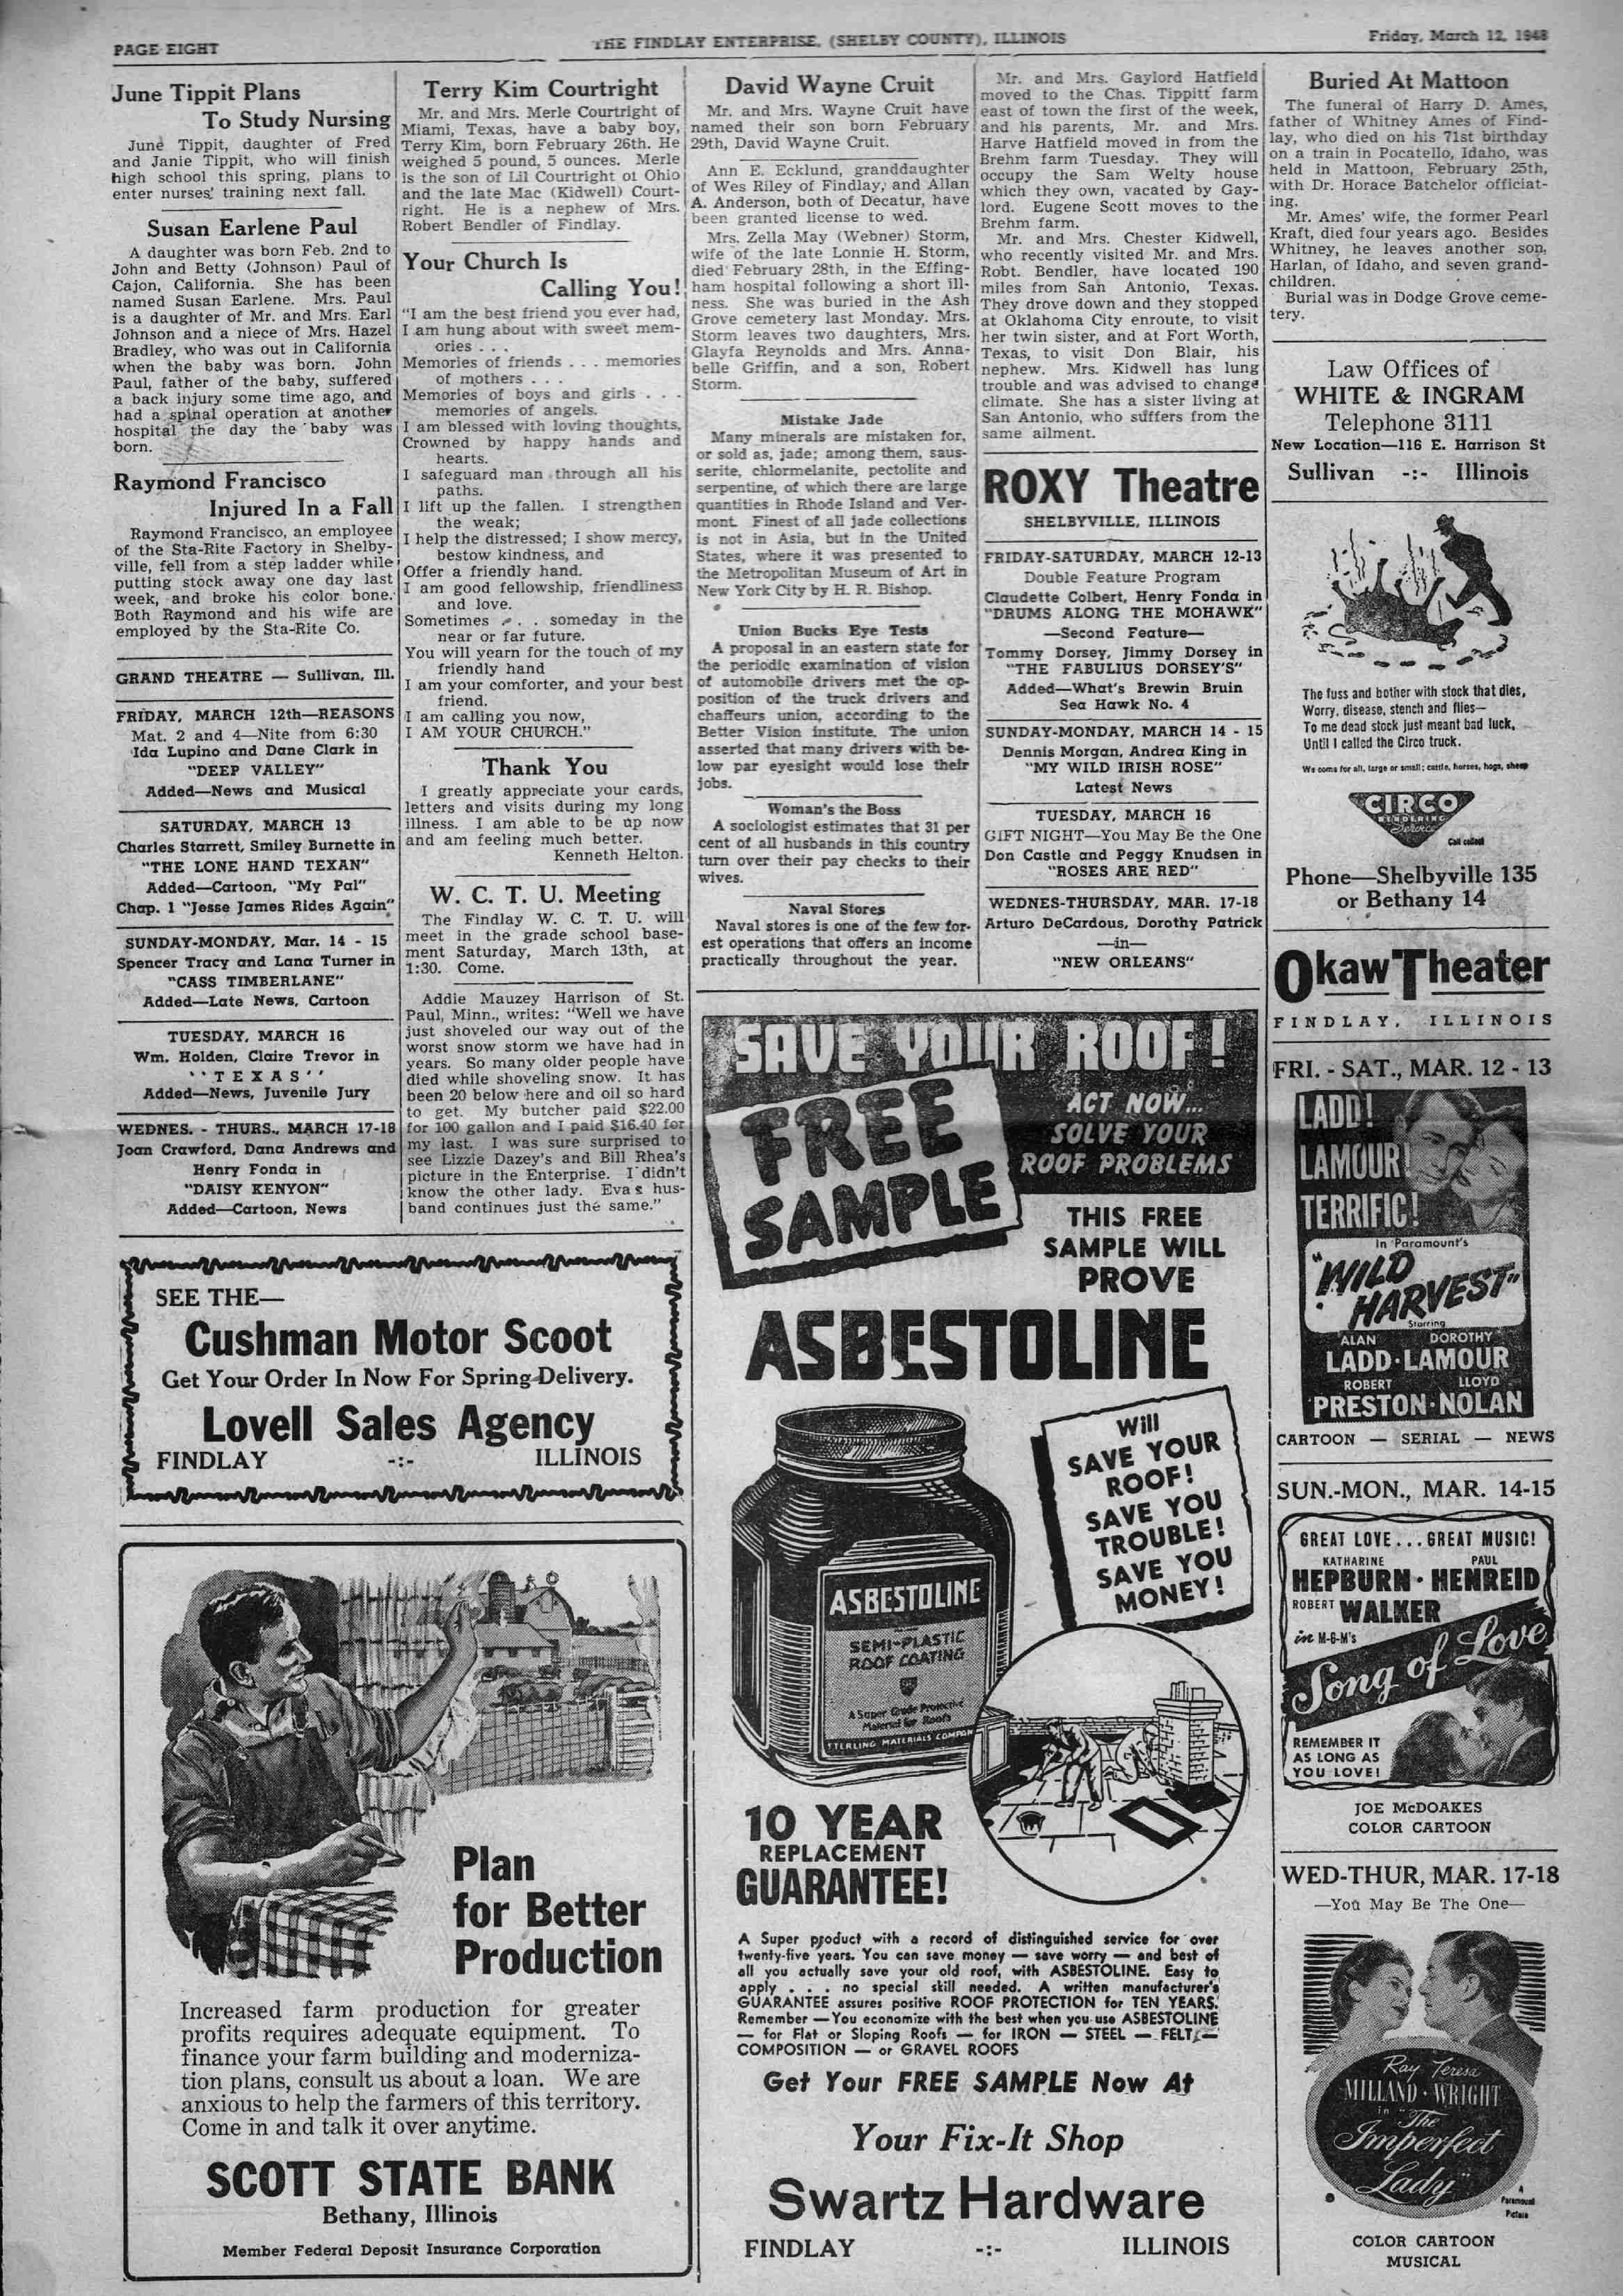 PAGE EIGHT
THE FINDLAY ENTERPRISE, (SHELBY COUNTY), ILLINOIS
Friday, March 12, 1948
June Tippit Plans
To Study Nursing
June Tippit, daughter of Fred
and Janie Tippit, who will finish
high school this spring, plans to
enter nurses' training next fall.
Susan Earlene Paul
A daughter was born Feb. 2nd to
John and Betty (Johnson) Paul of
Cajon, California. She has been
named Susan Earlene. Mrs. Paul
is a daughter of Mr. and Mrs. Earl
Johnson and a niece of Mrs. Hazel
Bradley, who was out in California
when the baby was born. John
Paul, father of the baby, suffered
a back injury some time ago, and
had a spinal operation at another
hospital the day the baby was
born.
Raymond Francisco
Injured In a Fall
Raymond Francisco, an employee
of the Sta-Rite Factory in Shelby-
ville, fell from a step ladder while
putting stock away one day last
week, and broke his color bone.
Both Raymond and his wife are
employed by the Sta-Rite Co.
GRAND THEATRE — Sullivan, Ill.
FRIDAY, MARCH 12th—REASONS
Mat. 2 and 4—Nite from 6:30
Ida Lupino and Dane Clark in
"DEEP VALLEY"
Added—News and Musical
SATURDAY, MARCH 13
Charles Starrett, Smiley Burnette in
"THE LONE HAND TEXAN"
Added—Cartoon, "My Pal"
Chap. 1 "Jesse James Rides Again"
SUNDAY-MONDAY, Mar. 14 - 15
Spencer Tracy and Lana Turner in
"CASS TIMBERLANE"
Added—Late News, Cartoon
TUESDAY, MARCH 16
Wm. Holden, Claire Trevor in
''TEXAS''
Added—News, Juvenile Jury
WEDNES. - THURS., MARCH 17-18
Joan Crawford, Dana Andrews and
Henry Fonda in
"DAISY KENYON"
Added—Cartoon, News
Terry Kim Courtright
Mr. and Mrs. Merle Courtright of
Miami, Texas, have a baby boy,
Terry Kim, born February 26th. He
weighed 5 pound, 5 ounces. Merle
is the son of Lil Courtright of Ohio
and the late Mac (Kidwell) Court-
right. He is a nephew of Mrs.
Robert Bendler of Findlay.
Your Church Is
Calling You!
"I am the best friend you ever had,
I am hung about with sweet mem-
ories . . .
Memories of friends . . . memories
of mothers . . .
Memories of boys and girls . . .
memories of angels.
I am blessed with loving thoughts,
Crowned by happy hands and
hearts.
I safeguard man through all his
paths.
I lift up the fallen. I strengthen
the weak;
I help the distressed; I show mercy,
bestow kindness, and
Offer a friendly hand.
I am good fellowship, friendliness
and love.
Sometimes . . . someday in the
near or far future.
You will yearn for the touch of my
friendly hand
I am your comforter, and your best
friend.
I am calling you now,
I AM YOUR CHURCH."
Thank You
I greatly appreciate your cards,
letters and visits during my long
illness. I am able to be up now
and am feeling much better.
Kenneth Helton.
W. C. T. U. Meeting
The Findlay W. C. T. U. will
meet in the grade school base-
ment Saturday, March 13th, at
1:30. Come.
Addie Mauzey Harrison of St.
Paul, Minn., writes: "Well we have
just shoveled our way out of the
worst snow storm we have had in
years. So many older people have
died while shoveling snow. It has
been 20 below here and oil so hard
to get. My butcher paid $22.00
for 100 gallon and I paid $16.40 for
my last. I was sure surprised to
see Lizzie Dazey's and Bill Rhea's
picture in the Enterprise. I didn't
know the other lady. Evas hus-
band continues just the same."
David Wayne Cruit
Mr. and Mrs. Wayne Cruit have
named their son born February
29th, David Wayne Cruit.
Ann E. Ecklund, granddaughter
of Wes Riley of Findlay, and Allan
A. Anderson, both of Decatur, have
been granted license to wed.
Mrs. Zella May (Webner) Storm,
wife of the late Lonnie H. Storm,
died February 28th, in the Effing-
ham hospital following a short ill-
ness. She was buried in the Ash
Grove cemetery last Monday. Mrs.
Storm leaves two daughters, Mrs.
Glayfa Reynolds and Mrs. Anna-
belle Griffin, and a son, Robert
Storm.
Mistake Jade
Many minerals are mistaken for,
or sold as, jade; among them, saus-
serite, chlormelanite, pectolite and
serpentine, of which there are large
quantities in Rhode Island and Ver-
mont. Finest of all jade collections
is not in Asia, but in the United
States, where it was presented to
the Metropolitan Museum of Art in
New York City by H. R. Bishop.
Union Bucks Eye Tests
A proposal in an eastern state for
the periodic examination of vision
of automobile drivers met the op-
position of the truck drivers and
chaffeurs union, according to the
Better Vision institute. The union
asserted that many drivers with be-
low par eyesight would lose their
jobs.
Woman's the Boss
A sociologist estimates that 31 per
cent of all husbands in this country
turn over their pay checks to their
wives.
Naval Stores
Naval stores is one of the few for-
est operations that offers an income
practically throughout the year.
Mr. and Mrs. Gaylord Hatfield
moved to the Chas. Tippitt farm
east of town the first of the week,
and his parents, Mr. and Mrs.
Harve Hatfield moved in from the
Brehm farm Tuesday. They will
occupy the Sam Welty house
which they own, vacated by Gay-
lord. Eugene Scott moves to the
Brehm farm.
Mr. and Mrs. Chester Kidwell,
who recently visited Mr. and Mrs.
Robt. Bendler, have located 190
miles from San Antonio, Texas.
They drove down and they stopped
at Oklahoma City enroute, to visit
her twin sister, and at Fort Worth,
Texas, to visit Don Blair, his
nephew. Mrs. Kidwell has lung
trouble and was advised to change
climate. She has a sister living at
San Antonio, who suffers from the
same ailment.
ROXY Theatre
SHELBYVILLE, ILLINOIS
FRIDAY-SATURDAY, MARCH 12-13
Double Feature Program
Claudette Colbert, Henry Fonda in
"DRUMS ALONG THE MOHAWK"
—Second Feature—
Tommy Dorsey, Jimmy Dorsey in
"THE FABULIUS DORSEY'S"
Added—What's Brewin Bruin
Sea Hawk No. 4
SUNDAY-MONDAY, MARCH 14 - 15
Dennis Morgan, Andrea King in
"MY WILD IRISH ROSE"
Latest News
TUESDAY, MARCH 16
GIFT NIGHT—You May Be the One
Don Castle and Peggy Knudsen in
"ROSES ARE RED"
WEDNES-THURSDAY, MAR. 17-18
Arturo DeCardous, Dorothy Patrick
—in—
"NEW ORLEANS"
Buried At Mattoon
The funeral of Harry D. Ames,
father of Whitney Ames of Find-
lay, who died on his 71st birthday
on a train in Pocatello, Idaho, was
held in Mattoon, February 25th,
with Dr. Horace Batchelor officiat-
ing.
Mr. Ames' wife, the former Pearl
Kraft, died four years ago. Besides
Whitney, he leaves another son,
Harlan, of Idaho, and seven grand-
children.
Burial was in Dodge Grove ceme-
tery.
Law Offices of
WHITE & INGRAM
Telephone 3111
New Location—116 E. Harrison St
Sullivan -:- Illinois
The fuss and bother with stock that dies,
Worry, disease, stench and flies—
To me dead stock just meant bad luck,
Until I called the Circo truck.
We come for all, large or small; cattle, horses, hogs, sheep
CIRCO
RENDERING
Service
Call collect
Phone—Shelbyville 135
or Bethany 14
Okaw Theater
FINDLAY, ILLINOIS
FRI. - SAT., MAR. 12 - 13
LADD!
LAMOUR!
TERRIFIC!
In Paramount's
"WILD
HARVEST"
Starring
ALAN DOROTHY
LADD · LAMOUR
ROBERT LLOYD
PRESTON · NOLAN
CARTOON — SERIAL — NEWS
SUN.-MON., MAR. 14-15
GREAT LOVE...GREAT MUSIC!
KATHARINE PAUL
HEPBURN · HENREID
ROBERT WALKER
in M-G-M's
Song of Love
REMEMBER IT
AS LONG AS
YOU LOVE!
JOE McDOAKES
COLOR CARTOON
WED-THUR, MAR. 17-18
—You May Be The One—
Ray Teresa
MILLAND · WRIGHT
in "The
Imperfect
Lady"
A
Paramount
Picture
COLOR CARTOON
MUSICAL
SEE THE—
Cushman Motor Scoot
Get Your Order In Now For Spring Delivery.
Lovell Sales Agency
FINDLAY -:- ILLINOIS
Plan
for Better
Production
Increased farm production for greater
profits requires adequate equipment. To
finance your farm building and moderniza-
tion plans, consult us about a loan. We are
anxious to help the farmers of this territory.
Come in and talk it over anytime.
SCOTT STATE BANK
Bethany, Illinois
Member Federal Deposit Insurance Corporation
SAVE YOUR ROOF!
FREE
SAMPLE
ACT NOW...
SOLVE YOUR
ROOF PROBLEMS
THIS FREE
SAMPLE WILL
PROVE
ASBESTOLINE
Will
SAVE YOUR
ROOF!
SAVE YOU
TROUBLE!
SAVE YOU
MONEY!
ASBESTOLINE
SEMI-PLASTIC
ROOF COATING
A Super Grade Protective
Material for Roofs
STERLING MATERIALS COMPANY
10 YEAR
REPLACEMENT
GUARANTEE!
A Super product with a record of distinguished service for over
twenty-five years. You can save money — save worry — and best of
all you actually save your old roof, with ASBESTOLINE. Easy to
apply . . . no special skill needed. A written manufacturer's
GUARANTEE assures positive ROOF PROTECTION for TEN YEARS.
Remember — You economize with the best when you use ASBESTOLINE
— for Flat or Sloping Roofs — for IRON — STEEL — FELT —
COMPOSITION — or GRAVEL ROOFS
Get Your FREE SAMPLE Now At
Your Fix-It Shop
Swartz Hardware
FINDLAY -:- ILLINOIS